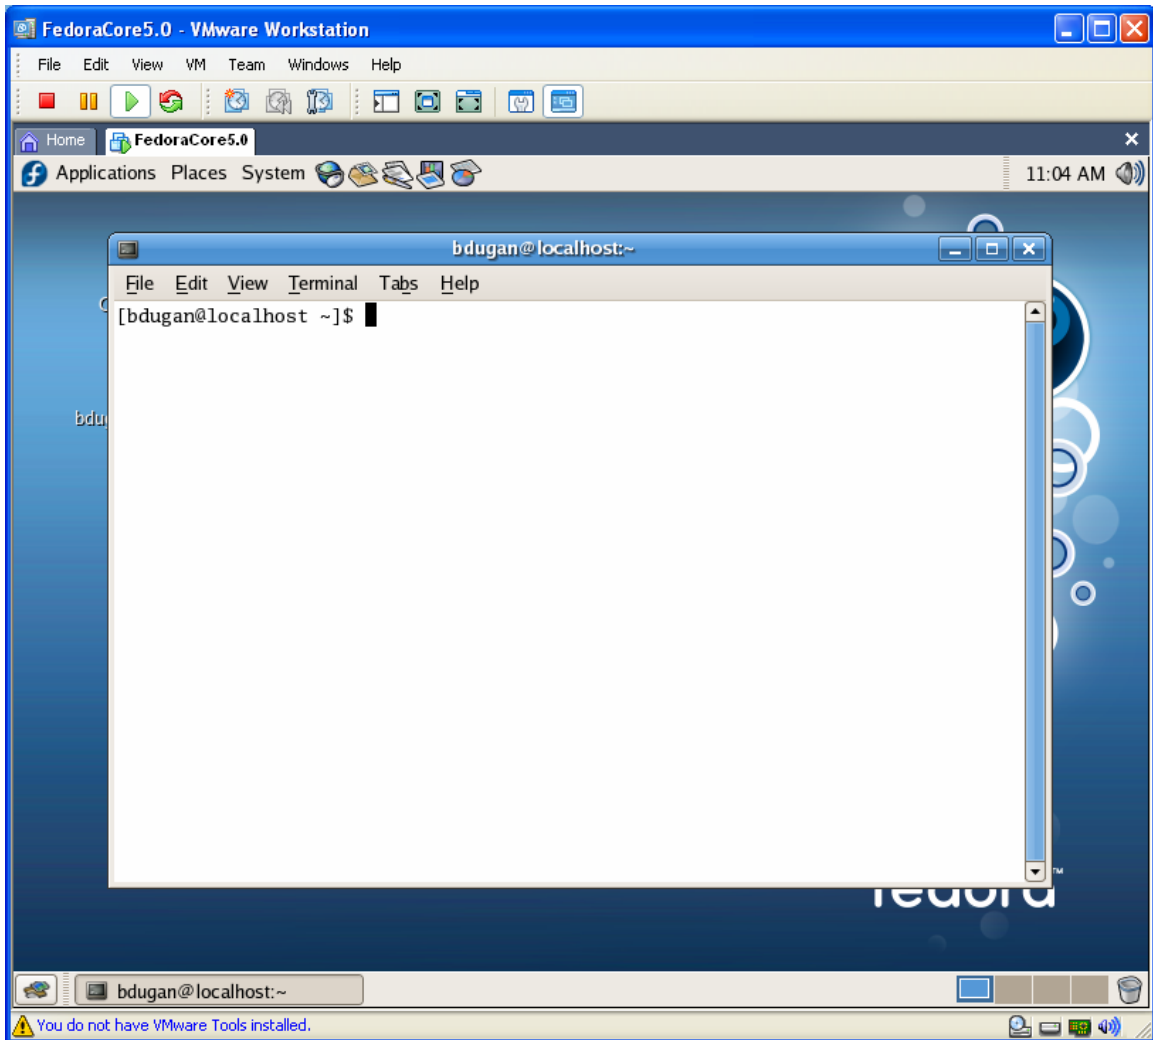 FedoraCore5.0 - VMware Workstation
File Edit View VM Team Windows Help
Home FedoraCore5.0
Applications Places System 11:04 AM
bdugan@localhost:~
File Edit View Terminal Tabs Help
[bdugan@localhost ~]$
bdu
fedora™
bdugan@localhost:~
You do not have VMware Tools installed.